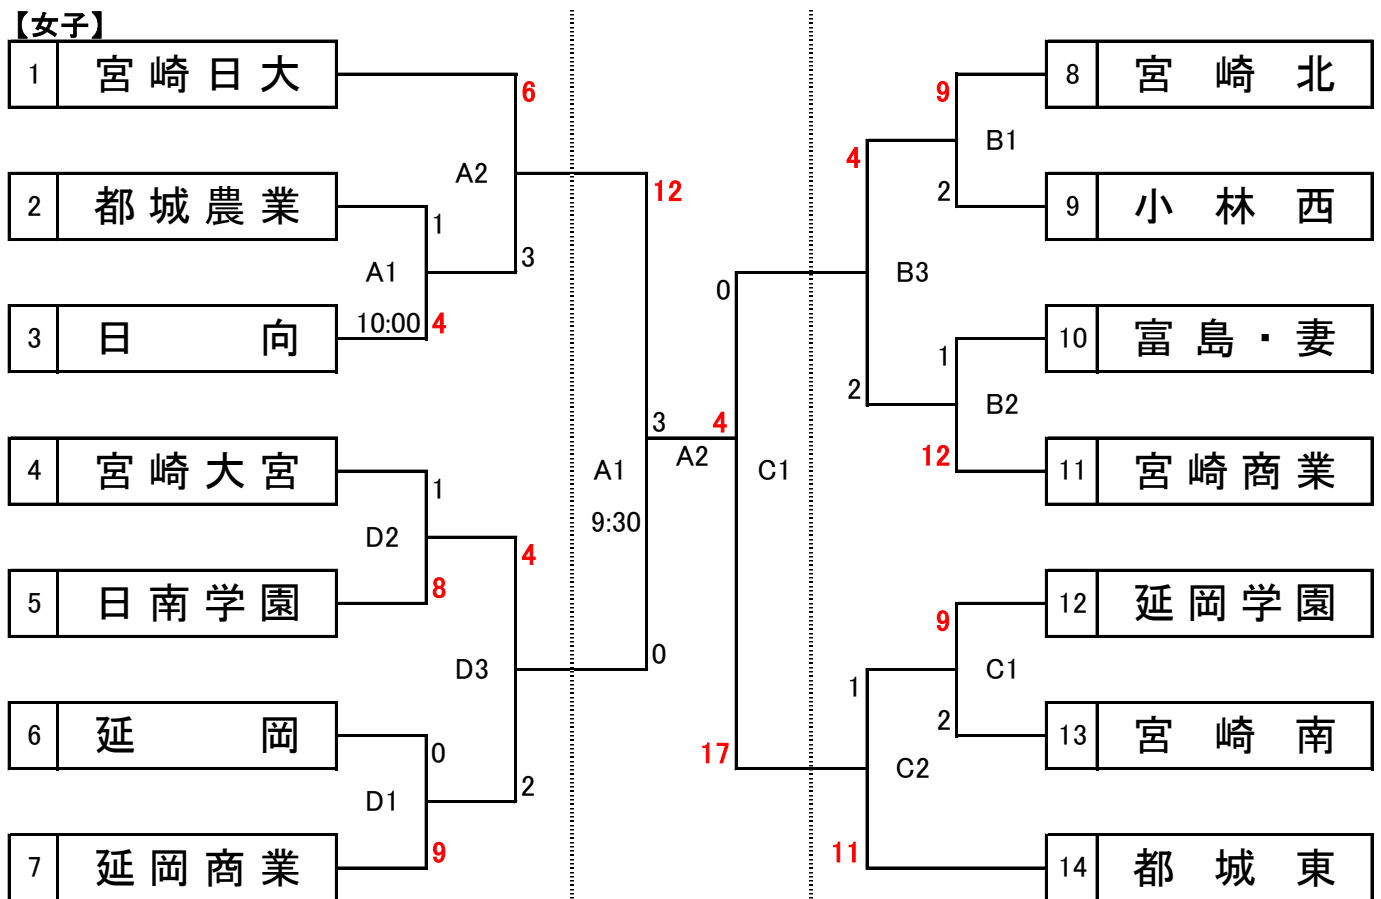 【女子】
1 宮崎日大
6
A2
12
2 都城農業
1
3
A1
10:00
4
3 日向
4 宮崎大宮
1
D2
4
8
5 日南学園
D3
0
6 延岡
0
2
D1
9
7 延岡商業
A1
9:30
3
A2
4
0
C1
17
8 宮崎北
9
B1
4
2
9 小林西
B3
10 富島・妻
1
2
B2
12
11 宮崎商業
12 延岡学園
9
C1
1
2
13 宮崎南
C2
11
14 都城東